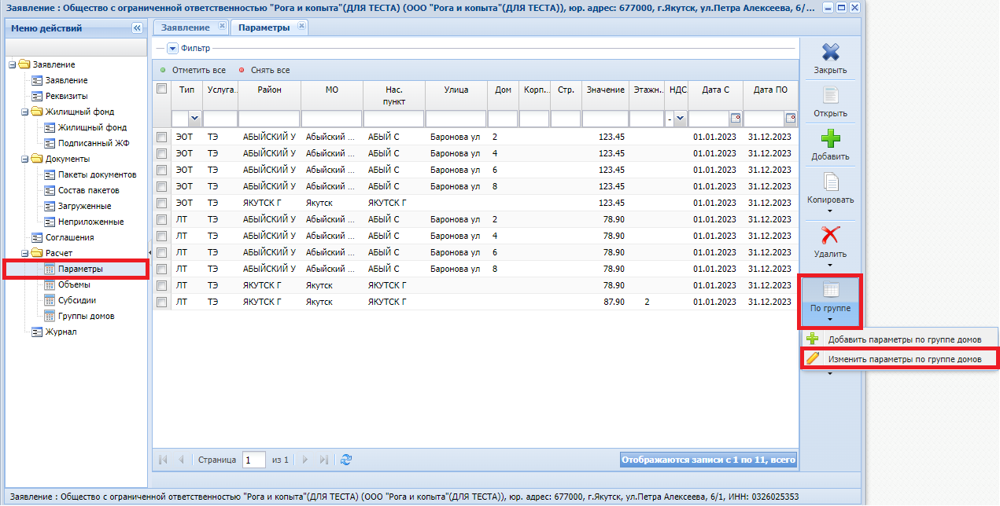 Заявление : Общество с ограниченной ответственностью "Рога и копыта"(ДЛЯ ТЕСТА) (ООО "Рога и копыта"(ДЛЯ ТЕСТА)), юр. адрес: 677000, г.Якутск, ул.Петра Алексеева, 6/...
Меню действий
Заявление
Заявление
Реквизиты
Жилищный фонд
Жилищный фонд
Подписанный ЖФ
Документы
Пакеты документов
Состав пакетов
Загруженные
Неприложенные
Соглашения
Расчет
Параметры
Объемы
Субсидии
Группы домов
Журнал
Заявление Параметры
Фильтр
Отметить все Снять все
Тип Услуга... Район МО Нас. пункт Улица Дом Корп... Стр. Значение Этажн... НДС Дата С Дата ПО
-
ЭОТ ТЭ АБЫЙСКИЙ У Абыйский ... АБЫЙ С Баронова ул 2 123.45 01.01.2023 31.12.2023
ЭОТ ТЭ АБЫЙСКИЙ У Абыйский ... АБЫЙ С Баронова ул 4 123.45 01.01.2023 31.12.2023
ЭОТ ТЭ АБЫЙСКИЙ У Абыйский ... АБЫЙ С Баронова ул 6 123.45 01.01.2023 31.12.2023
ЭОТ ТЭ АБЫЙСКИЙ У Абыйский ... АБЫЙ С Баронова ул 8 123.45 01.01.2023 31.12.2023
ЭОТ ТЭ ЯКУТСК Г Якутск ЯКУТСК Г 123.45 01.01.2023 31.12.2023
ЛТ ТЭ АБЫЙСКИЙ У Абыйский ... АБЫЙ С Баронова ул 2 78.90 01.01.2023 31.12.2023
ЛТ ТЭ АБЫЙСКИЙ У Абыйский ... АБЫЙ С Баронова ул 4 78.90 01.01.2023 31.12.2023
ЛТ ТЭ АБЫЙСКИЙ У Абыйский ... АБЫЙ С Баронова ул 6 78.90 01.01.2023 31.12.2023
ЛТ ТЭ АБЫЙСКИЙ У Абыйский ... АБЫЙ С Баронова ул 8 78.90 01.01.2023 31.12.2023
ЛТ ТЭ ЯКУТСК Г Якутск ЯКУТСК Г 78.90 01.01.2023 31.12.2023
ЛТ ТЭ ЯКУТСК Г Якутск ЯКУТСК Г 87.90 2 01.01.2023 31.12.2023
Страница 1 из 1
Отображаются записи с 1 по 11, всего
Закрыть
Открыть
Добавить
Копировать
Удалить
По группе
Добавить параметры по группе домов
Изменить параметры по группе домов
Заявление : Общество с ограниченной ответственностью "Рога и копыта"(ДЛЯ ТЕСТА) (ООО "Рога и копыта"(ДЛЯ ТЕСТА)), юр. адрес: 677000, г.Якутск, ул.Петра Алексеева, 6/1, ИНН: 0326025353